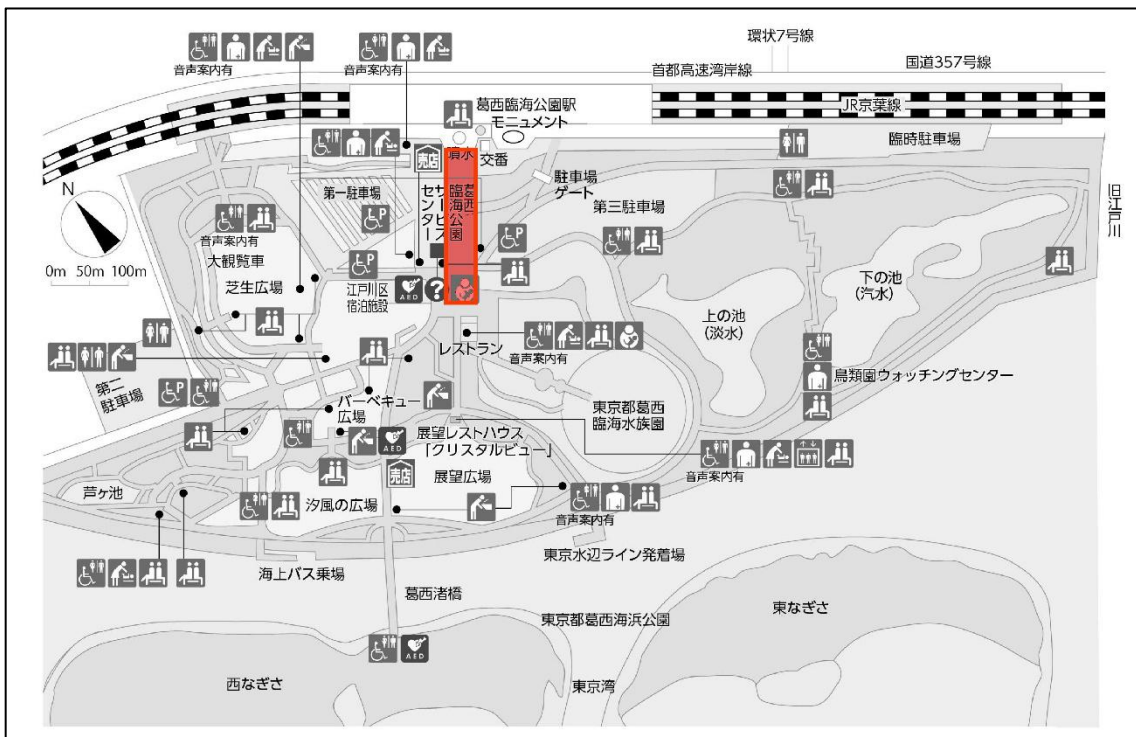 環状7号線
国道357号線
首都高速湾岸線
音声案内有
音声案内有
JR京葉線
葛西臨海公園駅
モニュメント
臨時駐車場
売店
噴水
交番
駐車場
ゲート
旧江戸川
N
第一駐車場
葛西
臨海公園
サービス
センター
第三駐車場
P
P
P
音声案内有
大観覧車
0m 50m 100m
芝生広場
江戸川区
宿泊施設
AED
?
下の池
(汽水)
上の池
(淡水)
レストラン
音声案内有
鳥類園ウォッチングセンター
第二
駐車場
P
バーベキュー
広場
東京都葛西
臨海水族園
展望レストハウス
「クリスタルビュー」
AED
売店
展望広場
音声案内有
芦ヶ池
汐風の広場
音声案内有
東京水辺ライン発着場
海上バス乗場
葛西渚橋
東京都葛西海浜公園
東なぎさ
AED
西なぎさ
東京湾